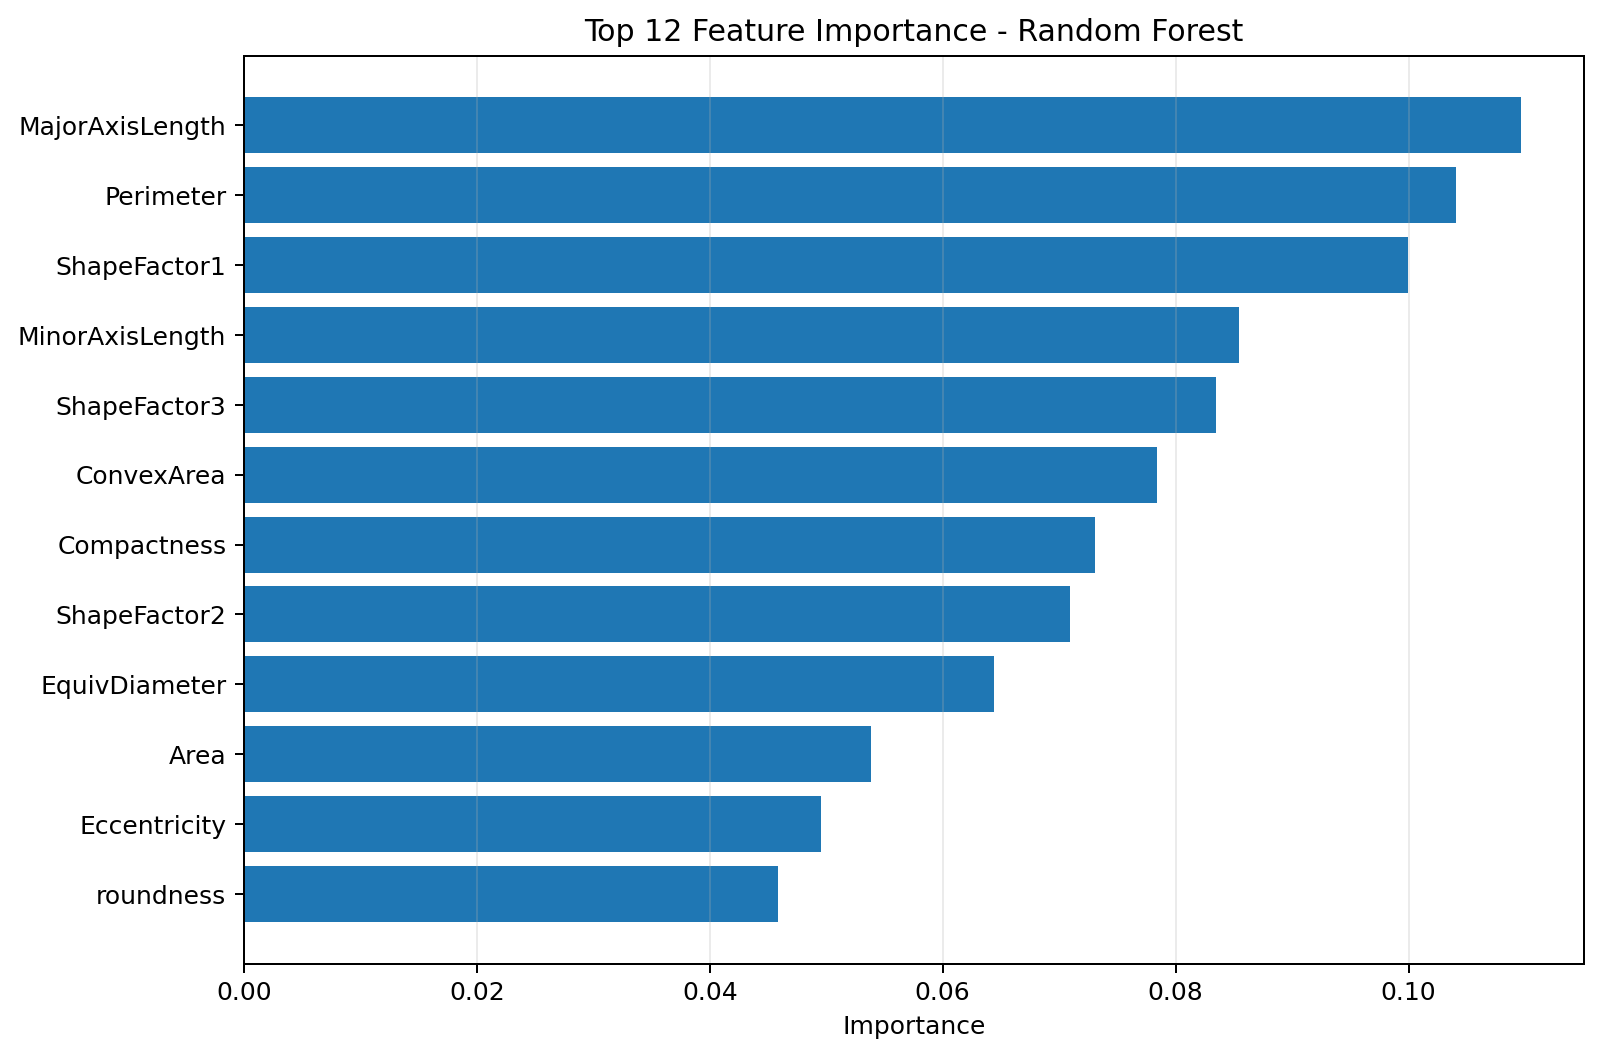 Top 12 Feature Importance - Random Forest
MajorAxisLength
Perimeter
ShapeFactor1
MinorAxisLength
ShapeFactor3
ConvexArea
Compactness
ShapeFactor2
EquivDiameter
Area
Eccentricity
roundness
0.00 0.02 0.04 0.06 0.08 0.10
Importance